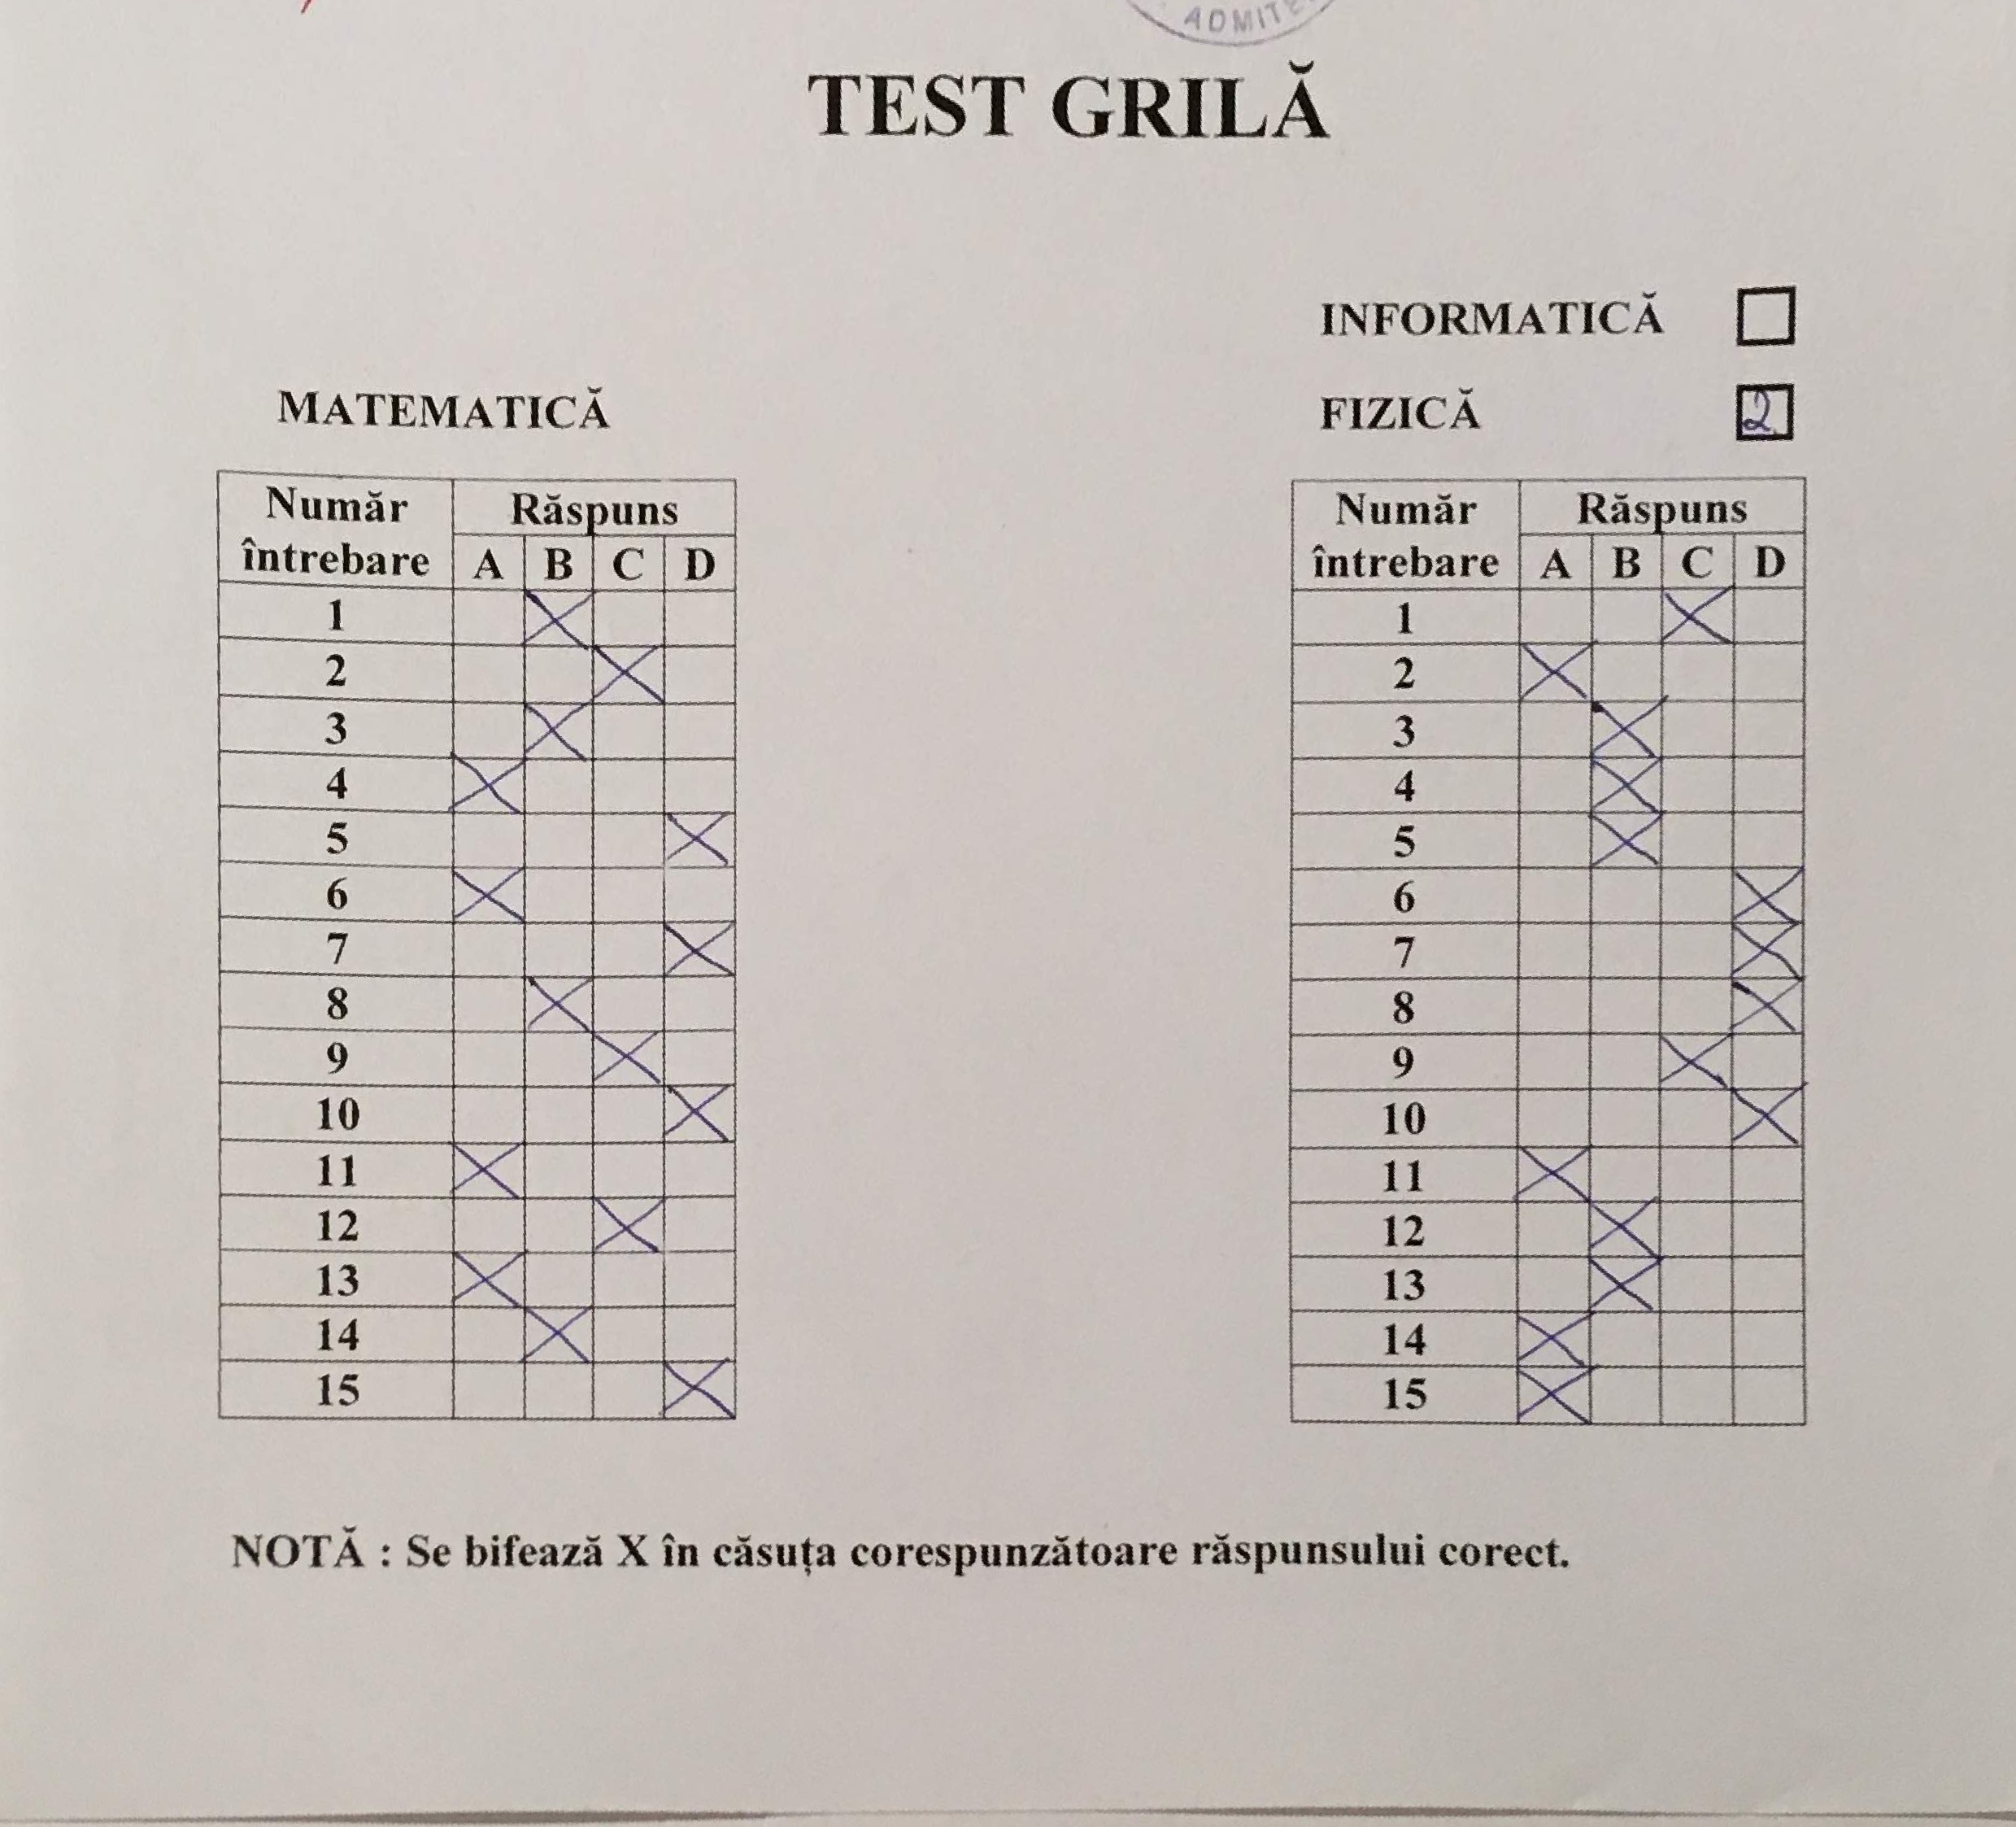 ADMITE
TEST GRILĂ
INFORMATICĂ
MATEMATICĂ
FIZICĂ 2
Număr întrebare Răspuns
A B C D
1 X
2 X
3 X
4 X
5 X
6 X
7 X
8 X
9 X
10 X
11 X
12 X
13 X
14 X
15 X
Număr întrebare Răspuns
A B C D
1 X
2 X
3 X
4 X
5 X
6 X
7 X
8 X
9 X
10 X
11 X
12 X
13 X
14 X
15 X
NOTĂ : Se bifează X în căsuța corespunzătoare răspunsului corect.